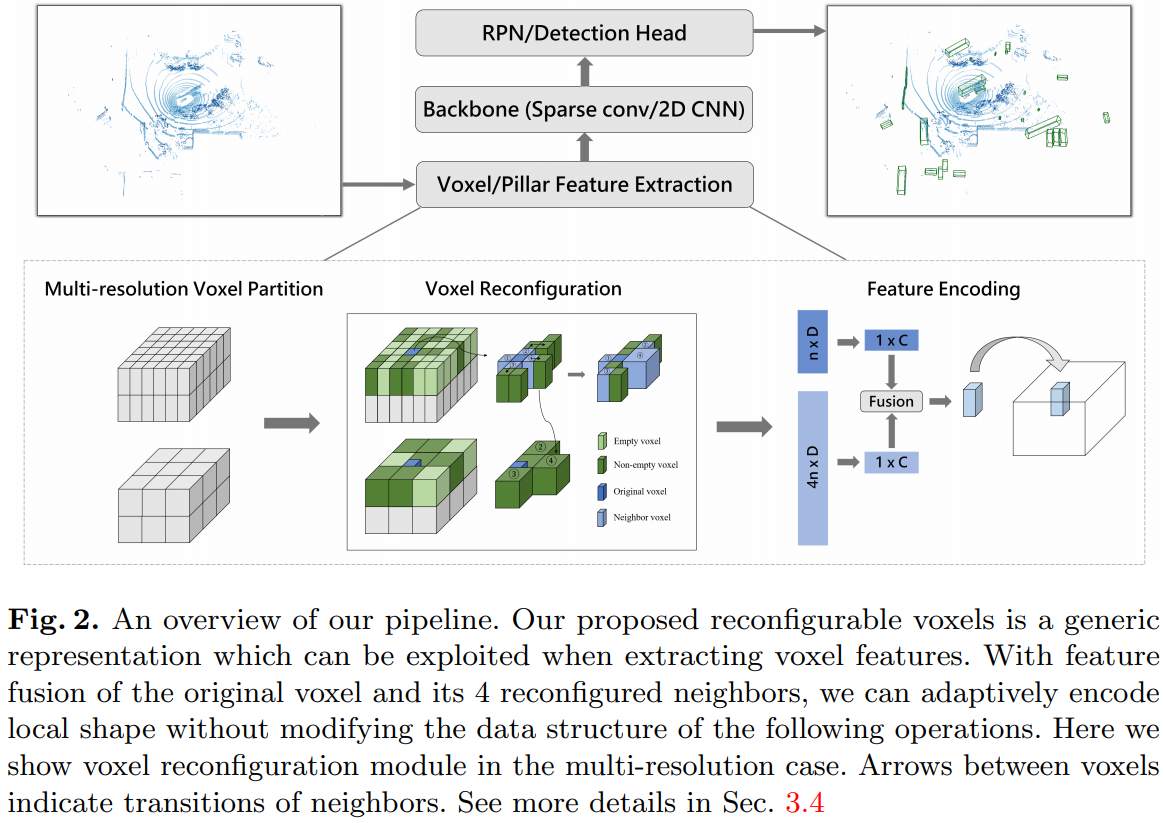 RPN/Detection Head
Backbone (Sparse conv/2D CNN)
Voxel/Pillar Feature Extraction
Multi-resolution Voxel Partition
Voxel Reconfiguration
Feature Encoding
n x D
1 x C
Fusion
4n x D
1 x C
②
④
③
④
Empty voxel
Non-empty voxel
Original voxel
Neighbor voxel
Fig. 2. An overview of our pipeline. Our proposed reconfigurable voxels is a generic
representation which can be exploited when extracting voxel features. With feature
fusion of the original voxel and its 4 reconfigured neighbors, we can adaptively encode
local shape without modifying the data structure of the following operations. Here we
show voxel reconfiguration module in the multi-resolution case. Arrows between voxels
indicate transitions of neighbors. See more details in Sec. 3.4